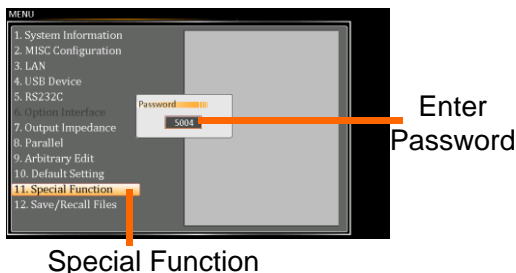 MENU
1. System Information
2. MISC Configuration
3. LAN
4. USB Device
5. RS232C
6. Option Interface
7. Output Impedance
8. Parallel
9. Arbitrary Edit
10. Default Setting
11. Special Function
12. Save/Recall Files
Password
5004
Enter
Password
Special Function